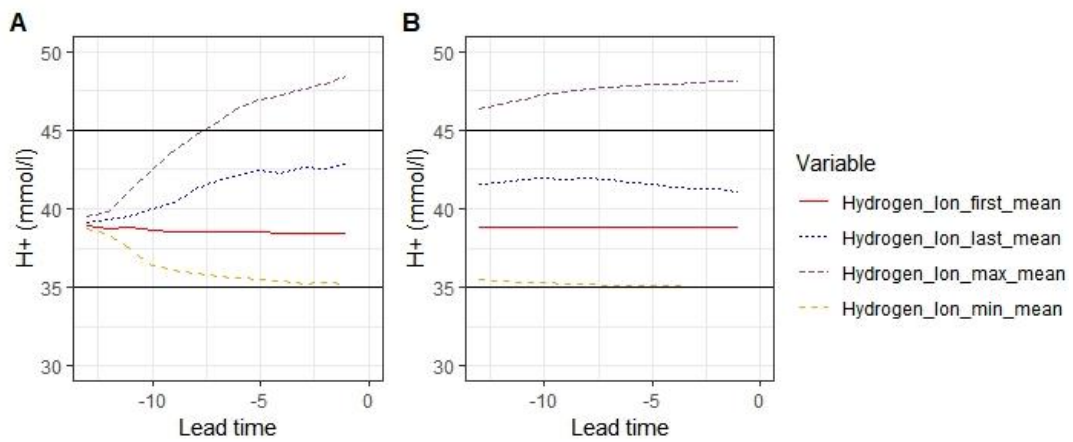 A
50
45
40
35
30
H+ (mmol/l)
-10
-5
0
Lead time
B
50
45
40
35
30
H+ (mmol/l)
-10
-5
0
Lead time
Variable
Hydrogen_Ion_first_mean
Hydrogen_Ion_last_mean
Hydrogen_Ion_max_mean
Hydrogen_Ion_min_mean